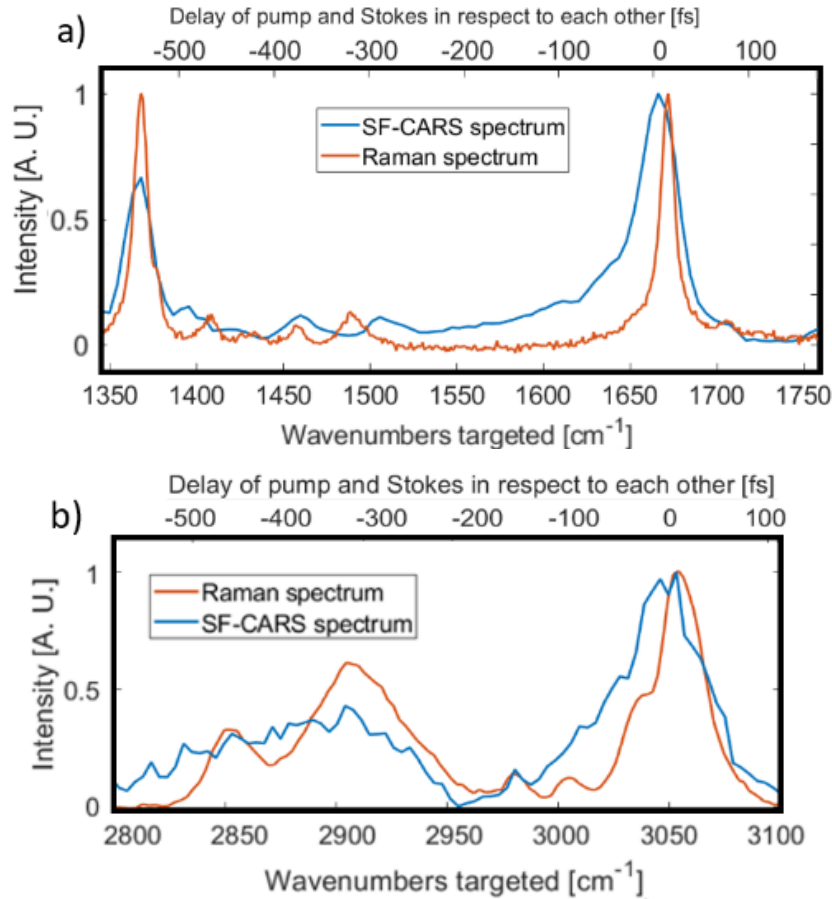 Delay of pump and Stokes in respect to each other [fs]
a)
-500 -400 -300 -200 -100 0 100
1
SF-CARS spectrum
Raman spectrum
0.5
Intensity [A. U.]
0
1350 1400 1450 1500 1550 1600 1650 1700 1750
Wavenumbers targeted [cm-1]
Delay of pump and Stokes in respect to each other [fs]
b)
-500 -400 -300 -200 -100 0 100
1
Raman spectrum
SF-CARS spectrum
0.5
Intensity [A. U.]
0
2800 2850 2900 2950 3000 3050 3100
Wavenumbers targeted [cm-1]